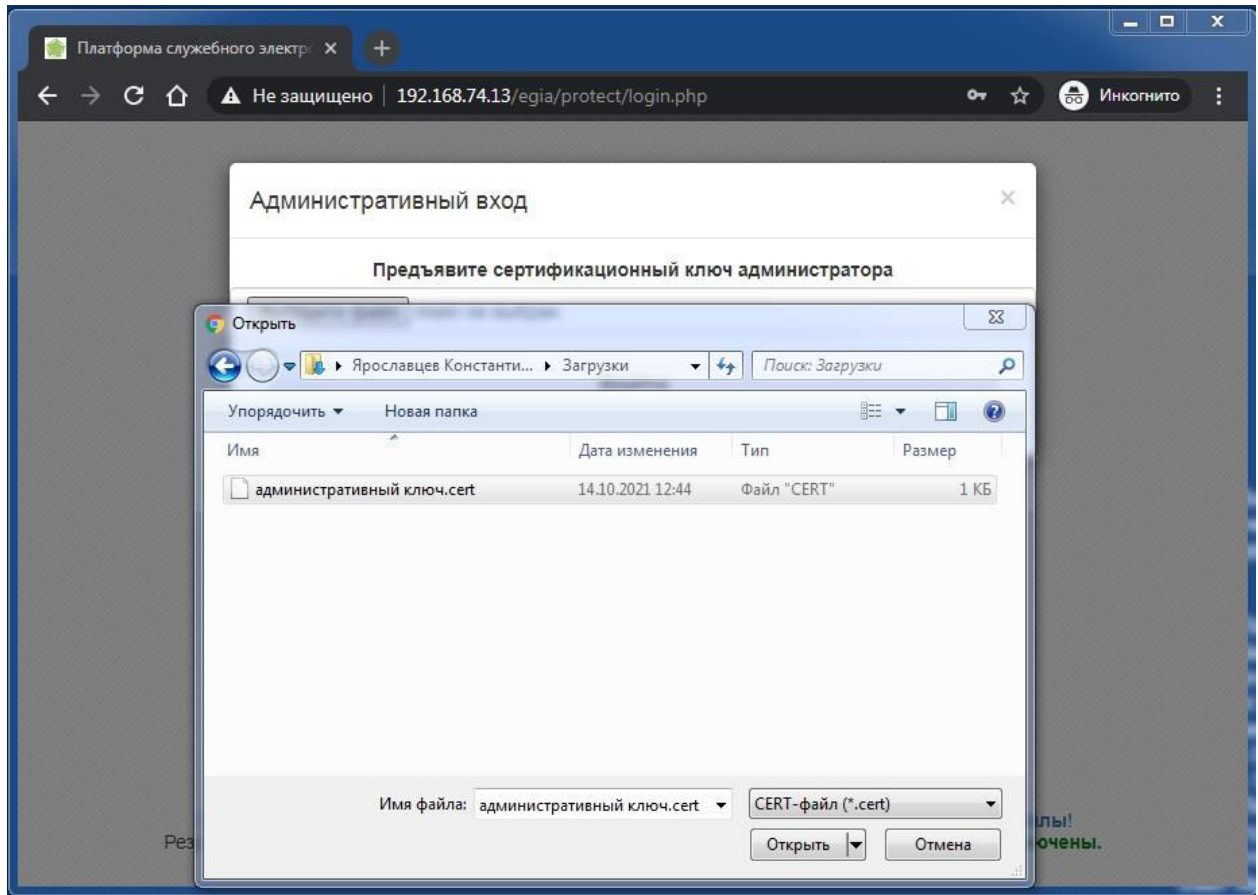 Платформа служебного электр
Не защищено | 192.168.74.13/egia/protect/login.php
Инкогнито
Административный вход
Предъявите сертификационный ключ администратора
Открыть
Ярославцев Константи... Загрузки
Поиск: Загрузки
Упорядочить Новая папка
Имя Дата изменения Тип Размер
административный ключ.cert 14.10.2021 12:44 Файл "CERT" 1 КБ
Имя файла: административный ключ.cert CERT-файл (*.cert)
Открыть Отмена
лы!
Рез ючены.